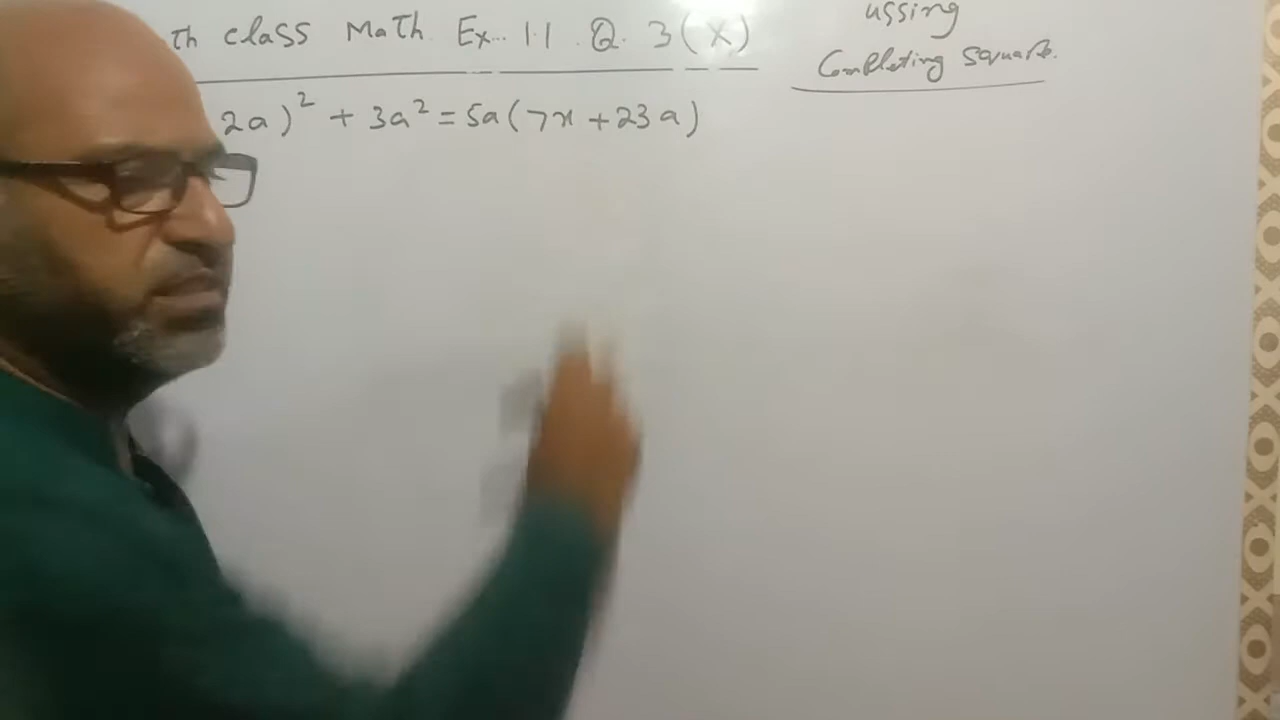 th class Math Ex... 1.1 Q. 3(x)
ussing
Completing square.
2a)² + 3a² = 5a(7x + 23a)